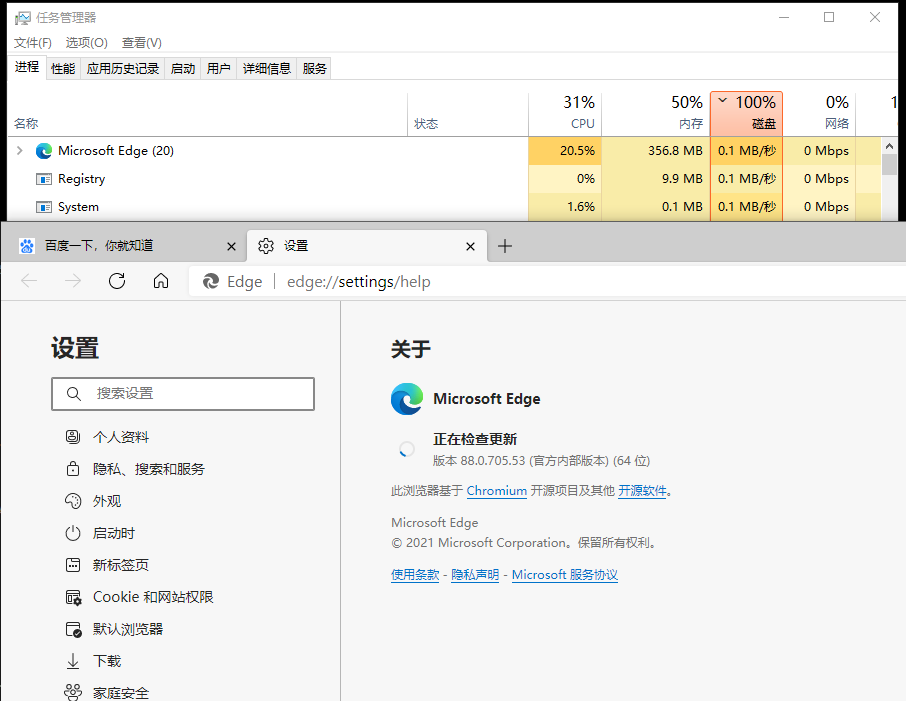 任务管理器
文件(F) 选项(O) 查看(V)
进程 性能 应用历史记录 启动 用户 详细信息 服务
31% 50% 100% 0% 1
名称 状态 CPU 内存 磁盘 网络
Microsoft Edge (20) 20.5% 356.8 MB 0.1 MB/秒 0 Mbps
Registry 0% 9.9 MB 0.1 MB/秒 0 Mbps
System 1.6% 0.1 MB 0.1 MB/秒 0 Mbps
百度一下，你就知道 设置
Edge edge://settings/help
设置
搜索设置
个人资料
隐私、搜索和服务
外观
启动时
新标签页
Cookie 和网站权限
默认浏览器
下载
家庭安全
关于
Microsoft Edge
正在检查更新
版本 88.0.705.53 (官方内部版本) (64 位)
此浏览器基于 Chromium 开源项目及其他 开源软件。
Microsoft Edge
© 2021 Microsoft Corporation。保留所有权利。
使用条款 - 隐私声明 - Microsoft 服务协议